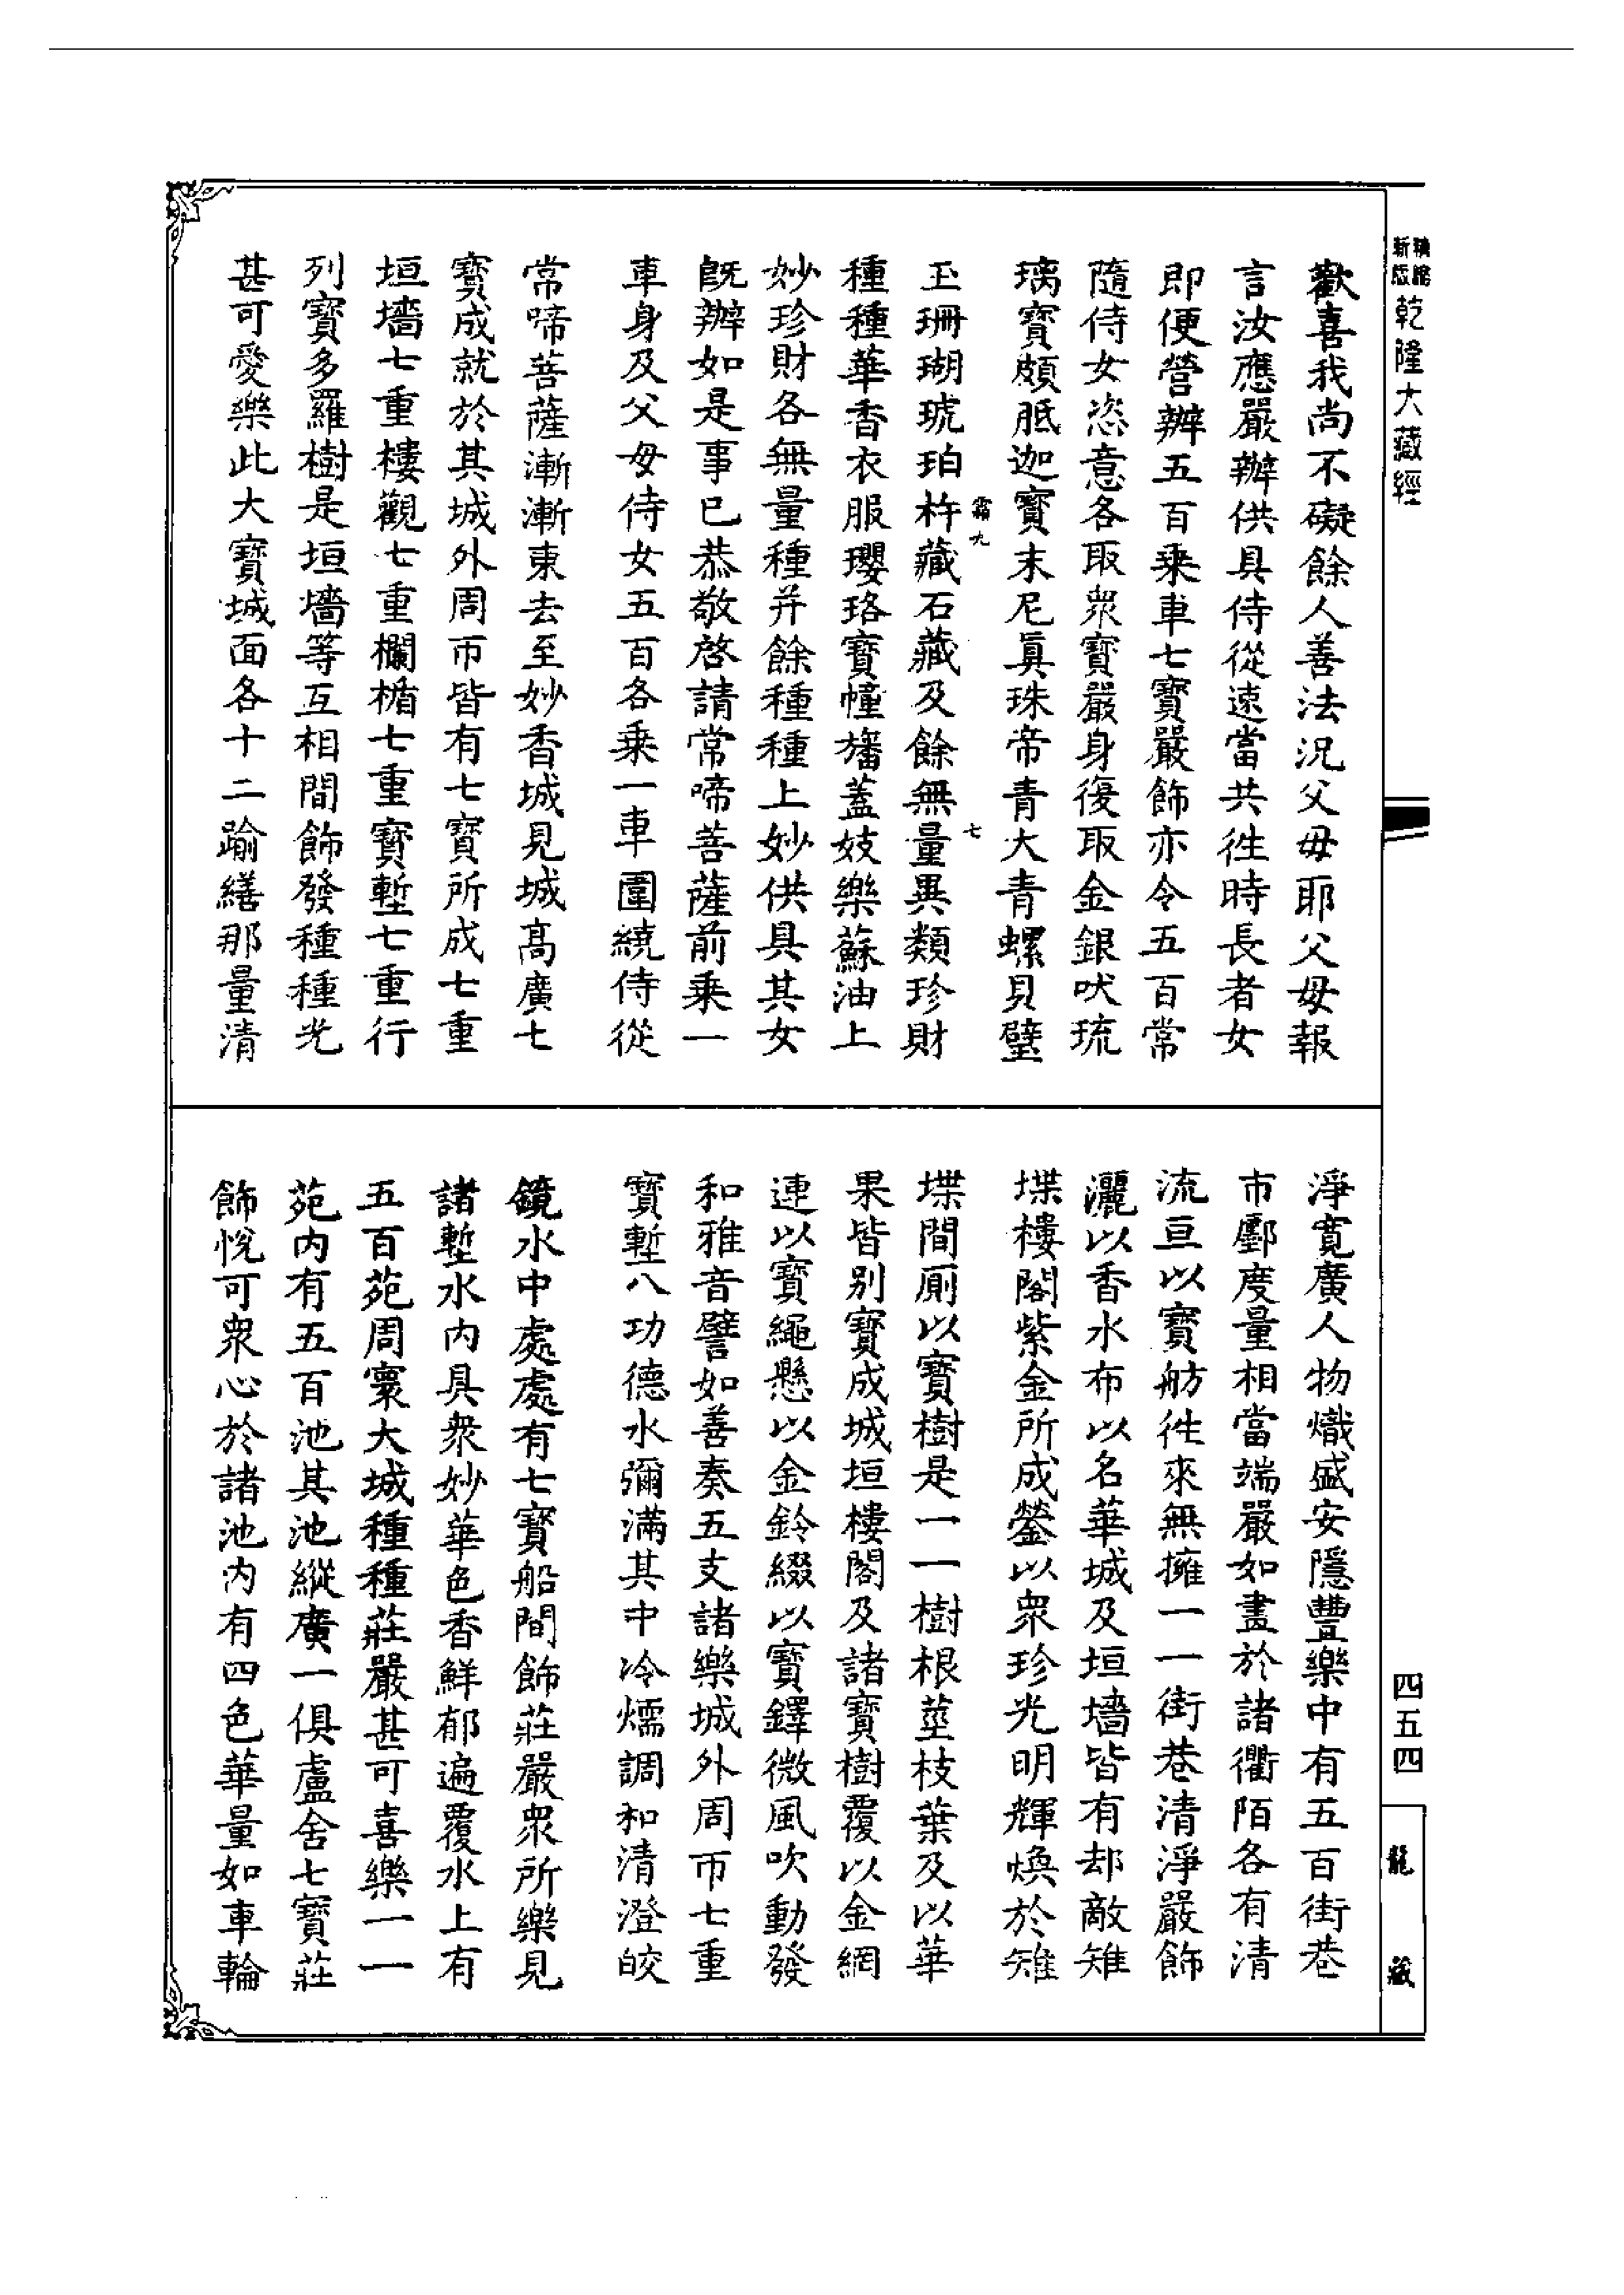 新版精縮乾隆大藏經
歡喜我尚不礙餘人善法況父母耶父母報
言汝應嚴辦供具侍從速當共往時長者女
即便營辦五百乗車七寶嚴飾亦令五百常
隨侍女恣意各取衆寶嚴身復取金銀吠琉
璃寶頗胝迦寶末尼真珠帝青大青螺貝璧
霜九
七
玉珊瑚琥珀杵藏石藏及餘無量異類珍財
種種華香衣服瓔珞寶幢旛蓋妓樂蘇油上
妙珍財各無量種并餘種種上妙供具其女
既辦如是事已恭敬啓請常啼菩薩前乗一
車身及父母侍女五百各乗一車圍繞侍從
常啼菩薩漸漸東去至妙香城見城髙廣七
寶成就於其城外周帀皆有七寶所成七重
垣墻七重樓觀七重欄楯七重寶塹七重行
列寶多羅樹是垣墻等互相間飾發種種光
甚可愛樂此大寶城面各十二踰繕那量清
淨寬廣人物熾盛安隱豐樂中有五百街巷
市鄽度量相當端嚴如畫於諸衢陌各有清
流亘以寶舫往來無擁一一街巷清淨嚴飾
灑以香水布以名華城及垣墻皆有却敵雉
堞樓閣紫金所成鎣以衆珍光明輝煥於雉
堞間廁以寶樹是一一樹根莖枝葉及以華
果皆别寶成城垣樓閣及諸寶樹覆以金網
連以寶繩懸以金鈴綴以寶鐸微風吹動發
和雅音譬如善奏五支諸樂城外周帀七重
寶塹八功德水彌滿其中冷煖調和清澄皎
鏡水中處處有七寶船間飾莊嚴衆所樂見
諸塹水内具衆妙華色香鮮郁遍覆水上有
五百苑周寰大城種種莊嚴甚可喜樂一一
苑内有五百池其池縱廣一俱盧舍七寶莊
飾悅可衆心於諸池内有四色華量如車輪
四五四
龍藏